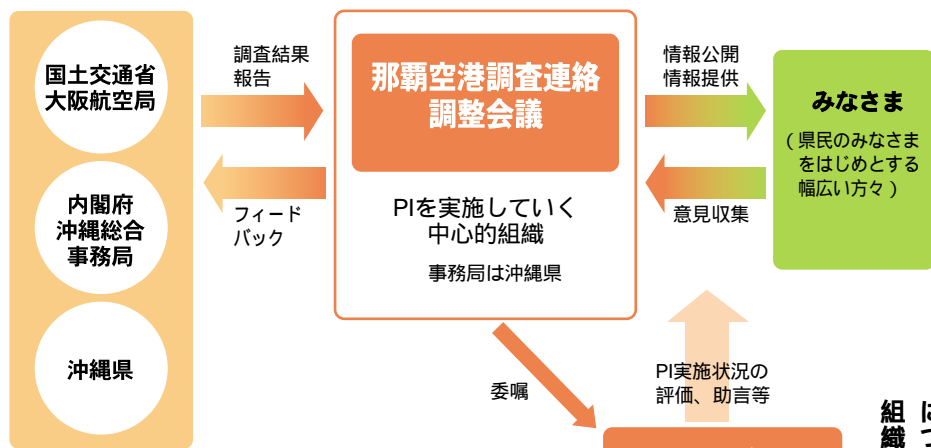 国土交通省
大阪航空局
内閣府
沖縄総合
事務局
沖縄県
調査結果
報告
フィード
バック
那覇空港調査連絡
調整会議
PIを実施していく
中心的組織
事務局は沖縄県
情報公開
情報提供
意見収集
みなさま
(県民のみなさま
をはじめとする
幅広い方々)
委嘱
PI実施状況の
評価、助言等
組織